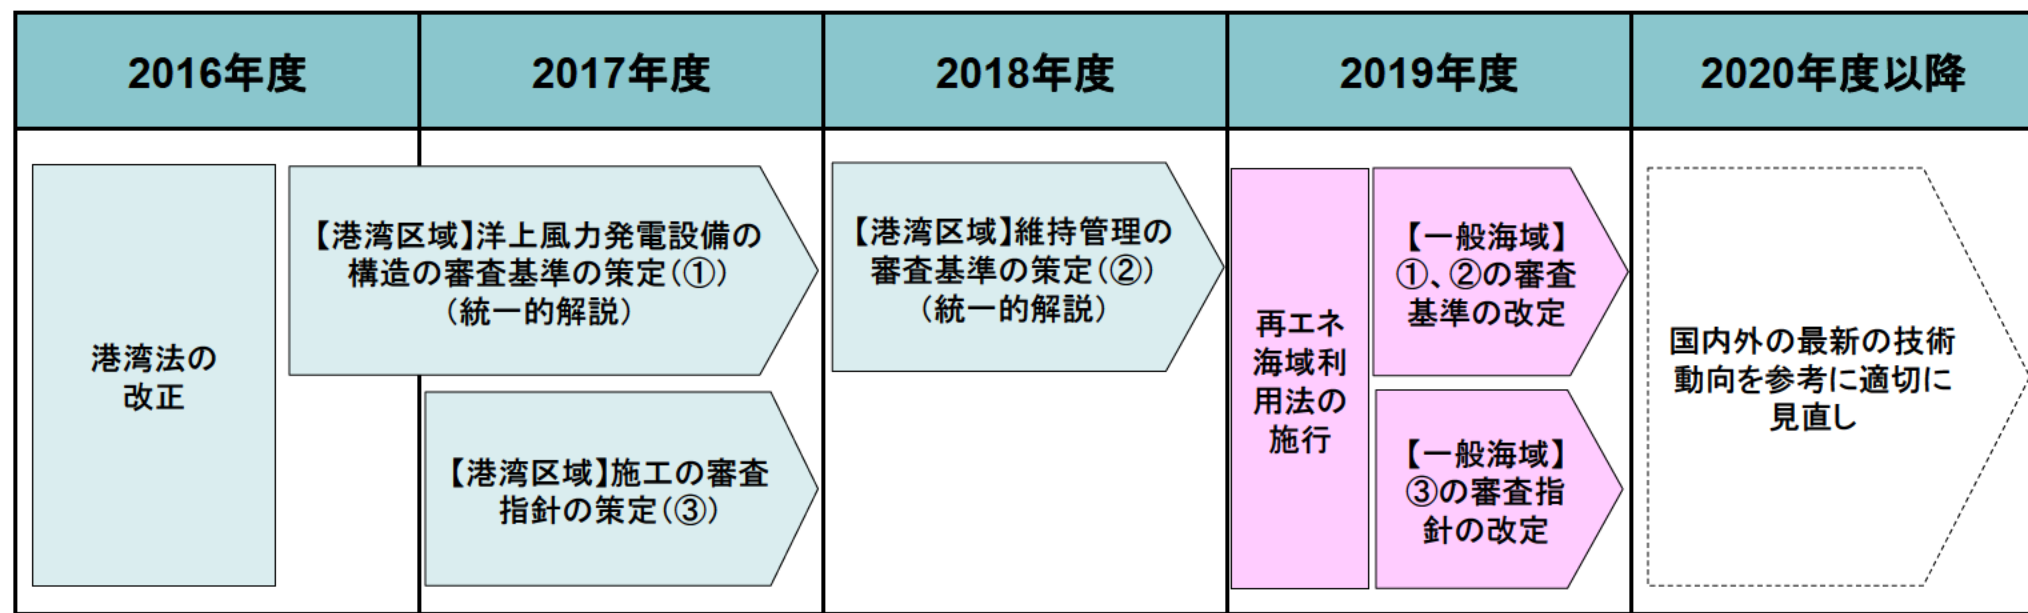 2016年度
2017年度
2018年度
2019年度
2020年度以降
港湾法の
改正
【港湾区域】洋上風力発電設備の
構造の審査基準の策定(①)
(統一的解説)
【港湾区域】施工の審査
指針の策定(③)
【港湾区域】維持管理の
審査基準の策定(②)
(統一的解説)
再エネ
海域利
用法の
施行
【一般海域】
①、②の審査
基準の改定
【一般海域】
③の審査指
針の改定
国内外の最新の技術
動向を参考に適切に
見直し